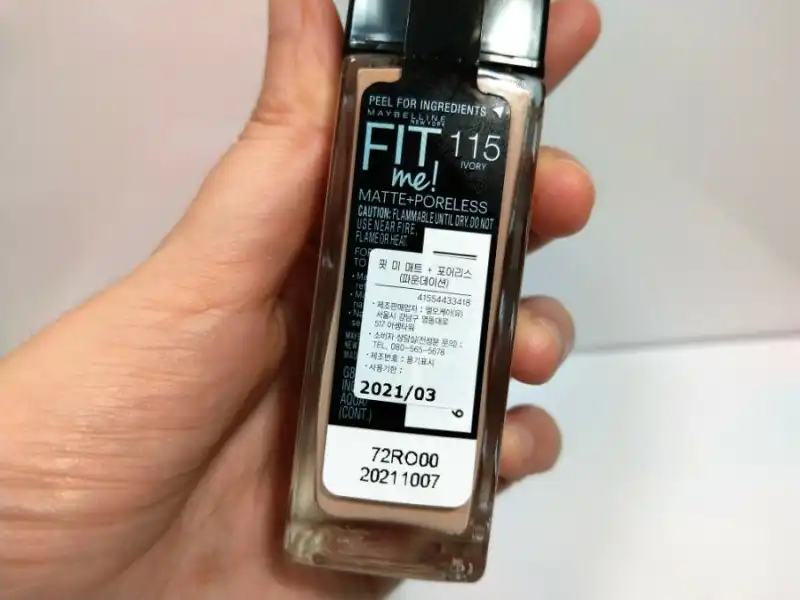 PEEL FOR INGREDIENTS
MAYBELLINE
NEW YORK
FIT
me!
115
IVORY
MATTE+PORELESS
CAUTION: FLAMMABLE UNTIL DRY. DO NOT
USE NEAR FIRE,
FLAME OR HEAT.
핏 미 매트 + 포어리스
(파운데이션)
41554433418
· 제조판매업자 : 엘오케이(유)
서울시 강남구 영동대로
517 아셈타워
· 소비자 상담실(전성분 문의) :
TEL. 080-565-5678
· 제조번호 : 용기표시
· 사용기한 :
2021/03
(CONT.)
72RO00
20211007